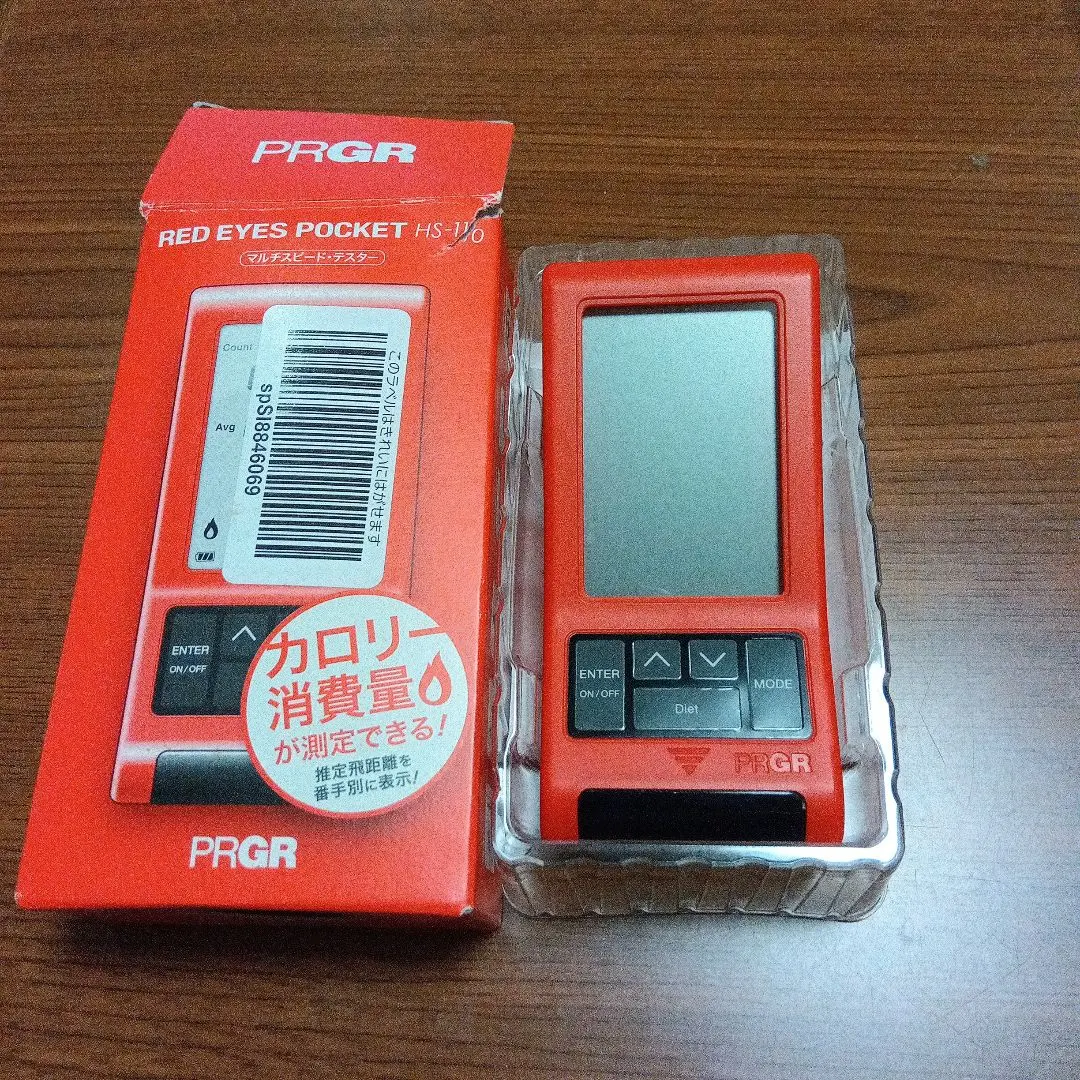 PRGR
RED EYES POCKET HS-110
マルチスピード・テスター
Count
Avg
このラベルはきれいにはがせます
spSI8846069
ENTER
ON/OFF
カロリー
消費量
が測定できる!
推定飛距離を
番手別に表示!
PRGR
ENTER
ON/OFF
Diet
MODE
PRGR